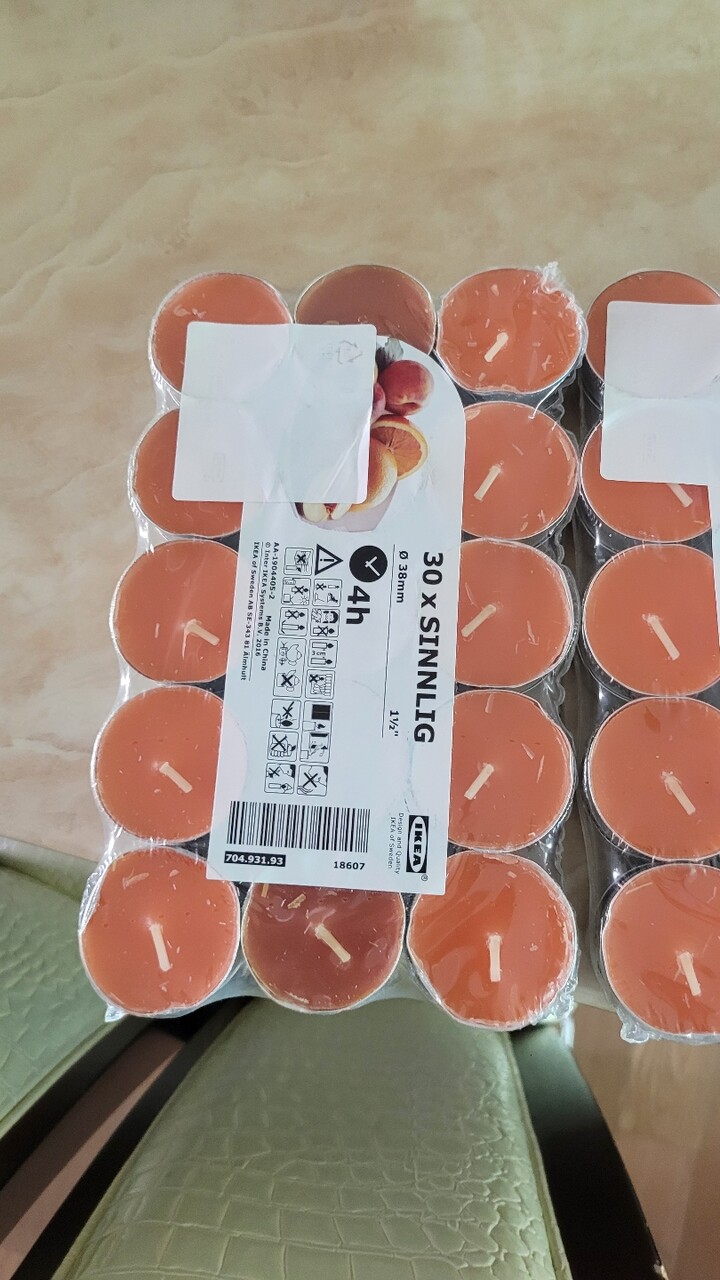 30 x SINNLIG
Ø 38mm 1½"
4h
AA-1904405-2 Made in China
© Inter IKEA Systems B.V. 2016
IKEA of Sweden AB SE-343 81 Älmhult
IKEA®
Design and Quality
IKEA of Sweden
704.931.93 18607